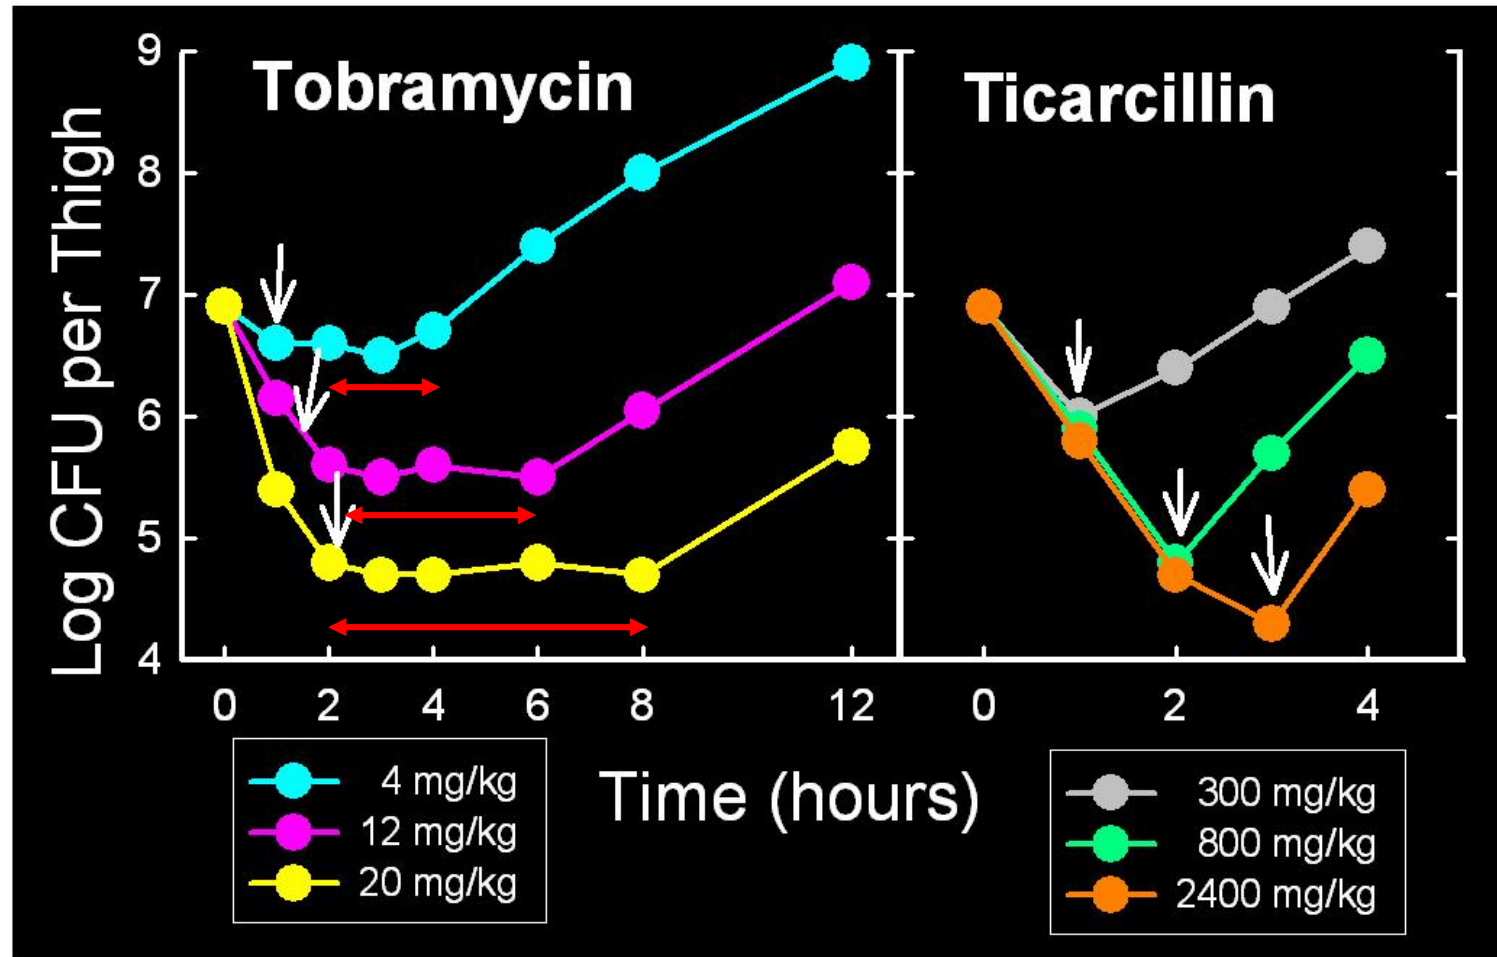 Tobramycin
Ticarcillin
Log CFU per Thigh
9
8
7
6
5
4
0 2 4 6 8 12
0 2 4
Time (hours)
4 mg/kg
12 mg/kg
20 mg/kg
300 mg/kg
800 mg/kg
2400 mg/kg